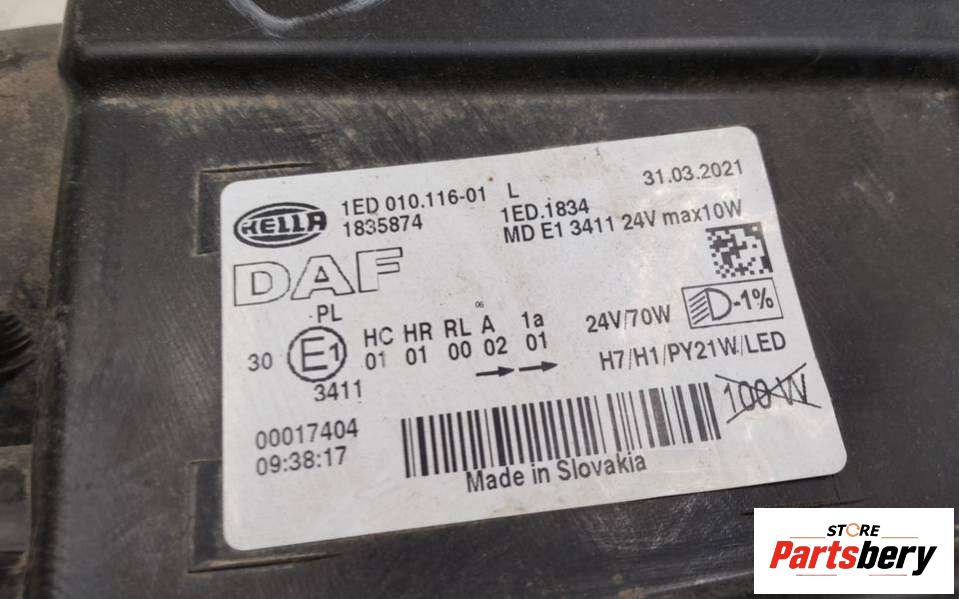 HELLA
1ED 010.116-01 L 31.03.2021
1835874 1ED.1834
MD E1 3411 24V max10W
DAF
PL
30 E1 HC HR RL A 06 1a 24V/70W D-1%
01 01 00 02 01 H7/H1/PY21W/LED
3411
100 W
00017404
09:38:17
Made in Slovakia
STORE
Partsbery